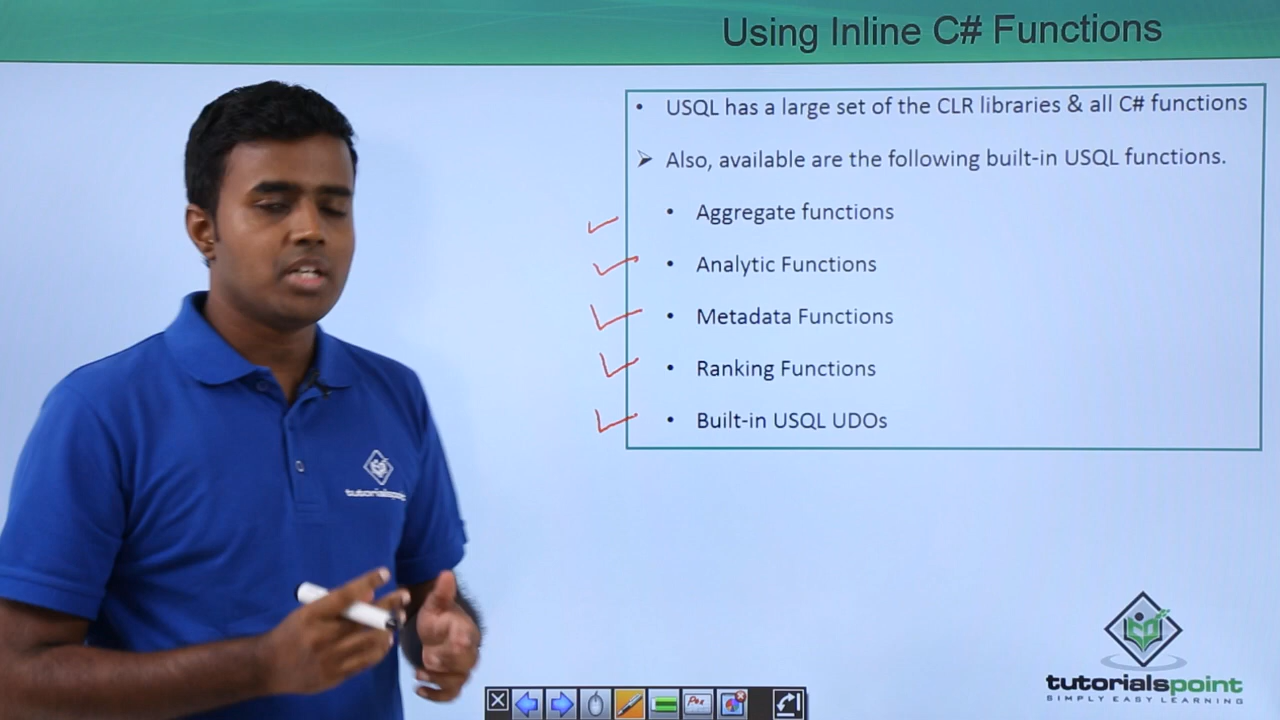 Using Inline C# Functions
• USQL has a large set of the CLR libraries & all C# functions
➤ Also, available are the following built-in USQL functions.
• Aggregate functions
• Analytic Functions
• Metadata Functions
• Ranking Functions
• Built-in USQL UDOs
tutorialspoint
tutorialspoint
SIMPLY EASY LEARNING
Pen